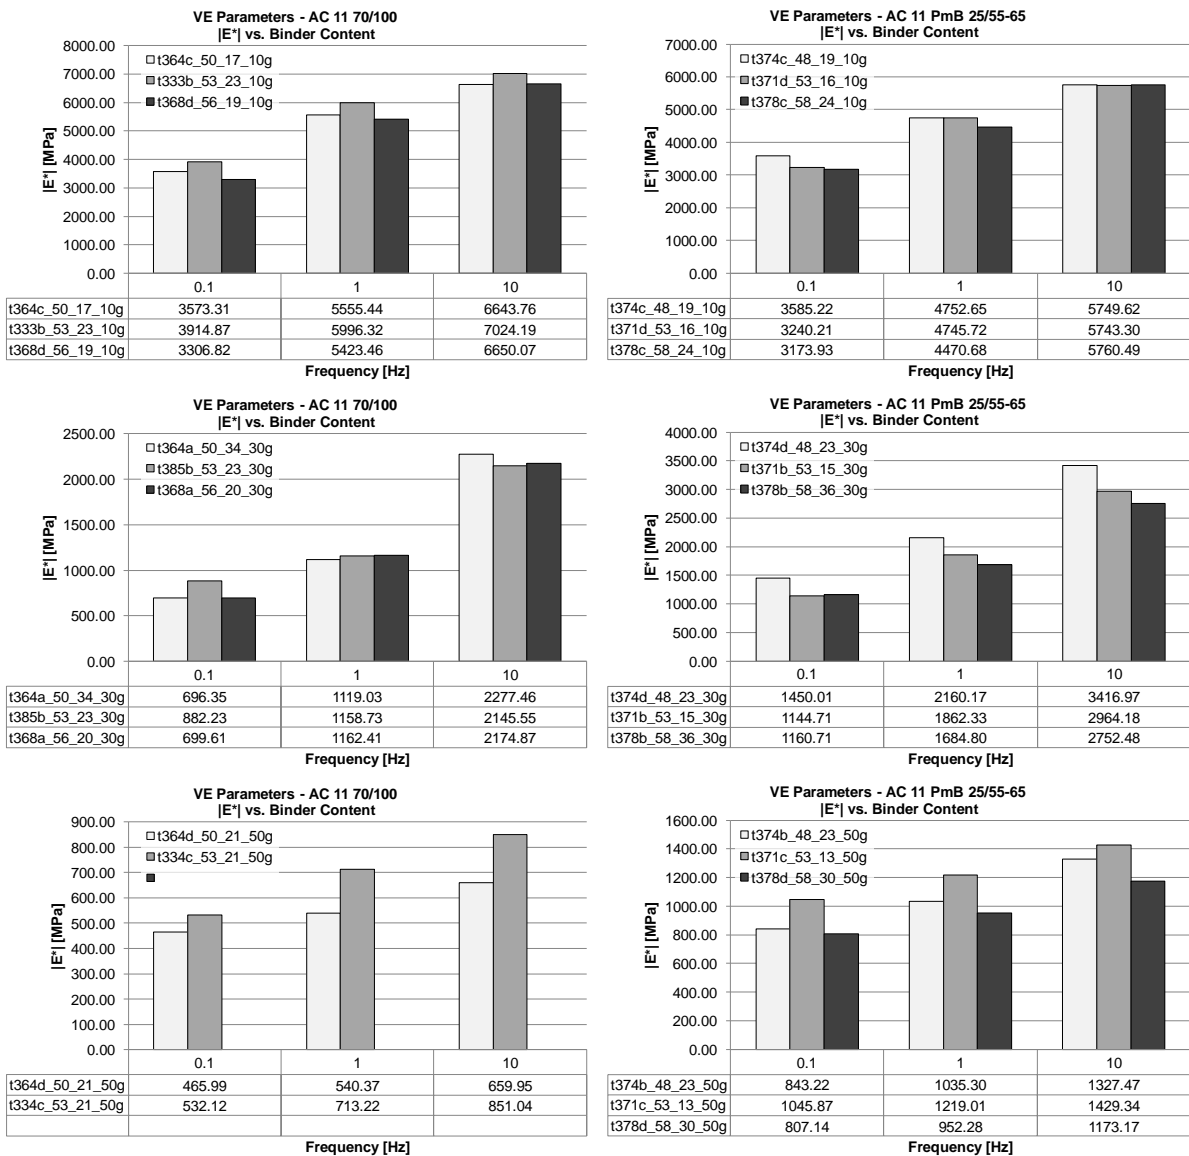 VE Parameters - AC 11 70/100
|E*| vs. Binder Content
8000.00
7000.00
6000.00
5000.00
4000.00
3000.00
2000.00
1000.00
0.00
|E*| [MPa]
t364c_50_17_10g
t333b_53_23_10g
t368d_56_19_10g
0.1 1 10
t364c_50_17_10g 3573.31 5555.44 6643.76
t333b_53_23_10g 3914.87 5996.32 7024.19
t368d_56_19_10g 3306.82 5423.46 6650.07
Frequency [Hz]
VE Parameters - AC 11 PmB 25/55-65
|E*| vs. Binder Content
7000.00
6000.00
5000.00
4000.00
3000.00
2000.00
1000.00
0.00
|E*| [MPa]
t374c_48_19_10g
t371d_53_16_10g
t378c_58_24_10g
0.1 1 10
t374c_48_19_10g 3585.22 4752.65 5749.62
t371d_53_16_10g 3240.21 4745.72 5743.30
t378c_58_24_10g 3173.93 4470.68 5760.49
Frequency [Hz]
VE Parameters - AC 11 70/100
|E*| vs. Binder Content
2500.00
2000.00
1500.00
1000.00
500.00
0.00
|E*| [MPa]
t364a_50_34_30g
t385b_53_23_30g
t368a_56_20_30g
0.1 1 10
t364a_50_34_30g 696.35 1119.03 2277.46
t385b_53_23_30g 882.23 1158.73 2145.55
t368a_56_20_30g 699.61 1162.41 2174.87
Frequency [Hz]
VE Parameters - AC 11 PmB 25/55-65
|E*| vs. Binder Content
4000.00
3500.00
3000.00
2500.00
2000.00
1500.00
1000.00
500.00
0.00
|E*| [MPa]
t374d_48_23_30g
t371b_53_15_30g
t378b_58_36_30g
0.1 1 10
t374d_48_23_30g 1450.01 2160.17 3416.97
t371b_53_15_30g 1144.71 1862.33 2964.18
t378b_58_36_30g 1160.71 1684.80 2752.48
Frequency [Hz]
VE Parameters - AC 11 70/100
|E*| vs. Binder Content
900.00
800.00
700.00
600.00
500.00
400.00
300.00
200.00
100.00
0.00
|E*| [MPa]
t364d_50_21_50g
t334c_53_21_50g
0.1 1 10
t364d_50_21_50g 465.99 540.37 659.95
t334c_53_21_50g 532.12 713.22 851.04
Frequency [Hz]
VE Parameters - AC 11 PmB 25/55-65
|E*| vs. Binder Content
1600.00
1400.00
1200.00
1000.00
800.00
600.00
400.00
200.00
0.00
|E*| [MPa]
t374b_48_23_50g
t371c_53_13_50g
t378d_58_30_50g
0.1 1 10
t374b_48_23_50g 843.22 1035.30 1327.47
t371c_53_13_50g 1045.87 1219.01 1429.34
t378d_58_30_50g 807.14 952.28 1173.17
Frequency [Hz]